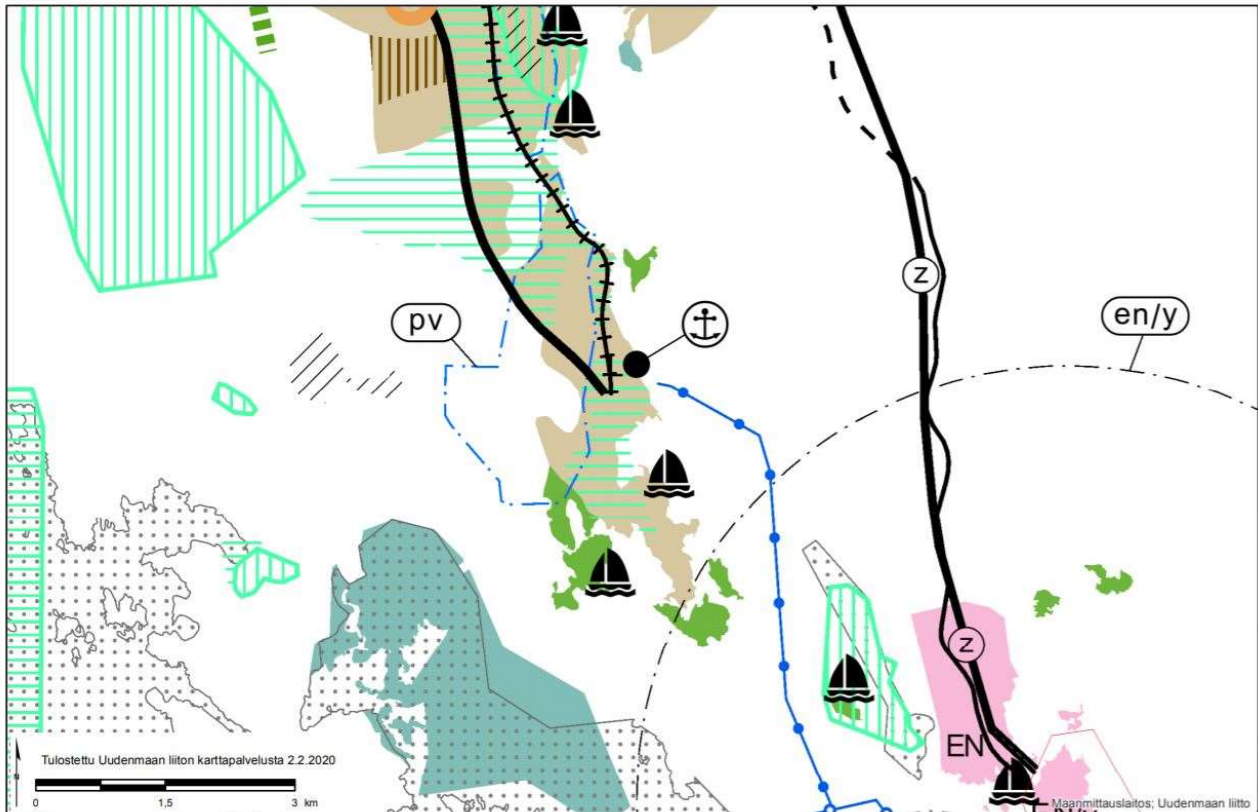 z
pv
en/y
z
EN
Tulostettu Uudenmaan liiton karttapalvelusta 2.2.2020
0 1,5 3 km
Maanmittauslaitos; Uudenmaan liitto